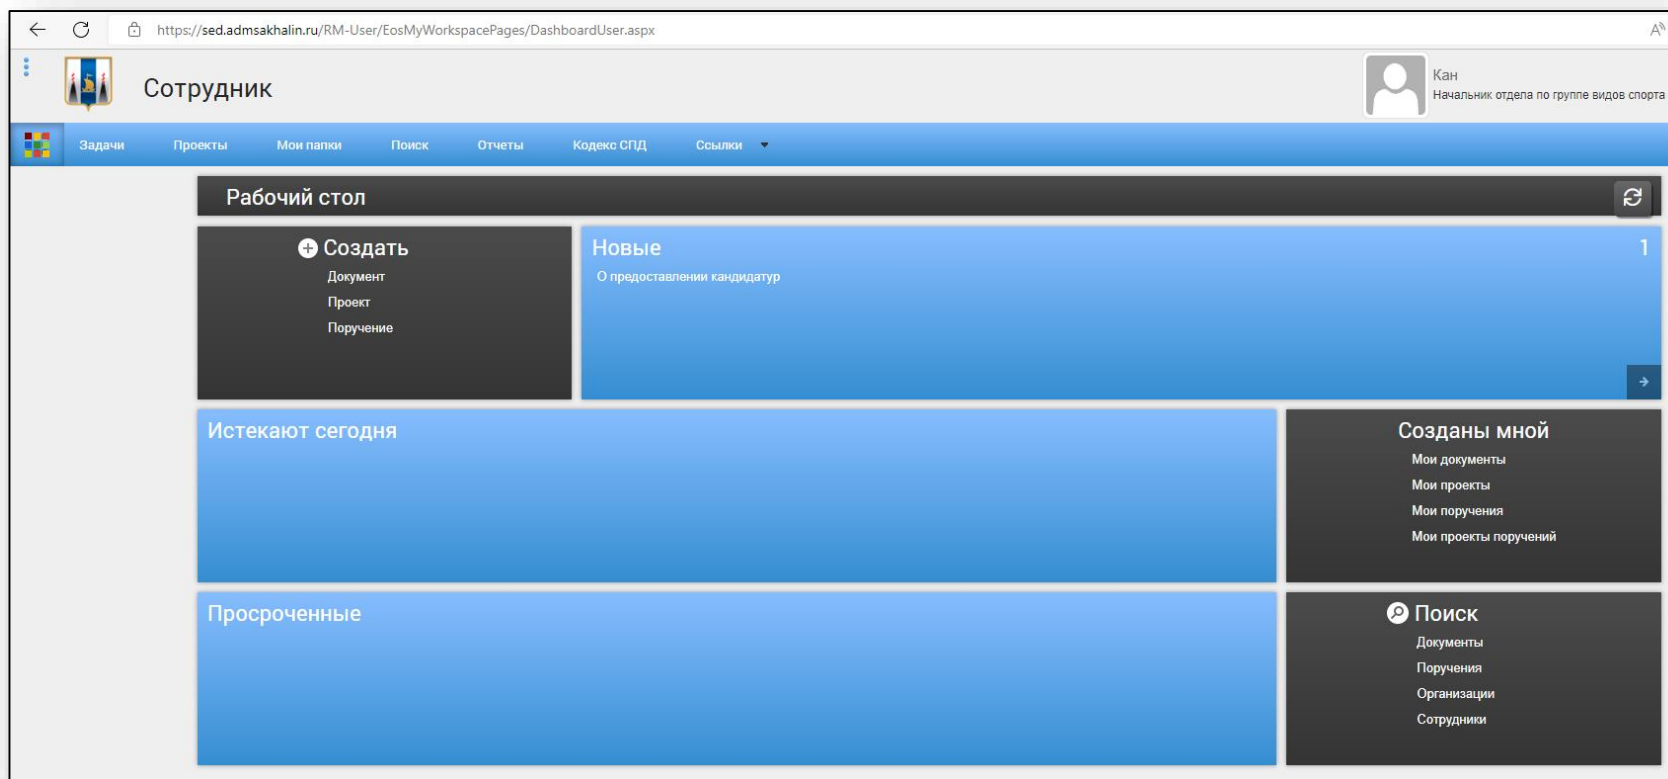 https://sed.admsakhalin.ru/RM-User/EosMyWorkspacePages/DashboardUser.aspx
Сотрудник
Кан
Начальник отдела по группе видов спорта
Задачи Проекты Мои папки Поиск Отчеты Кодекс СПД Ссылки
Рабочий стол
Создать
Документ
Проект
Поручение
Новые 1
О предоставлении кандидатур
Истекают сегодня
Созданы мной
Мои документы
Мои проекты
Мои поручения
Мои проекты поручений
Просроченные
Поиск
Документы
Поручения
Организации
Сотрудники